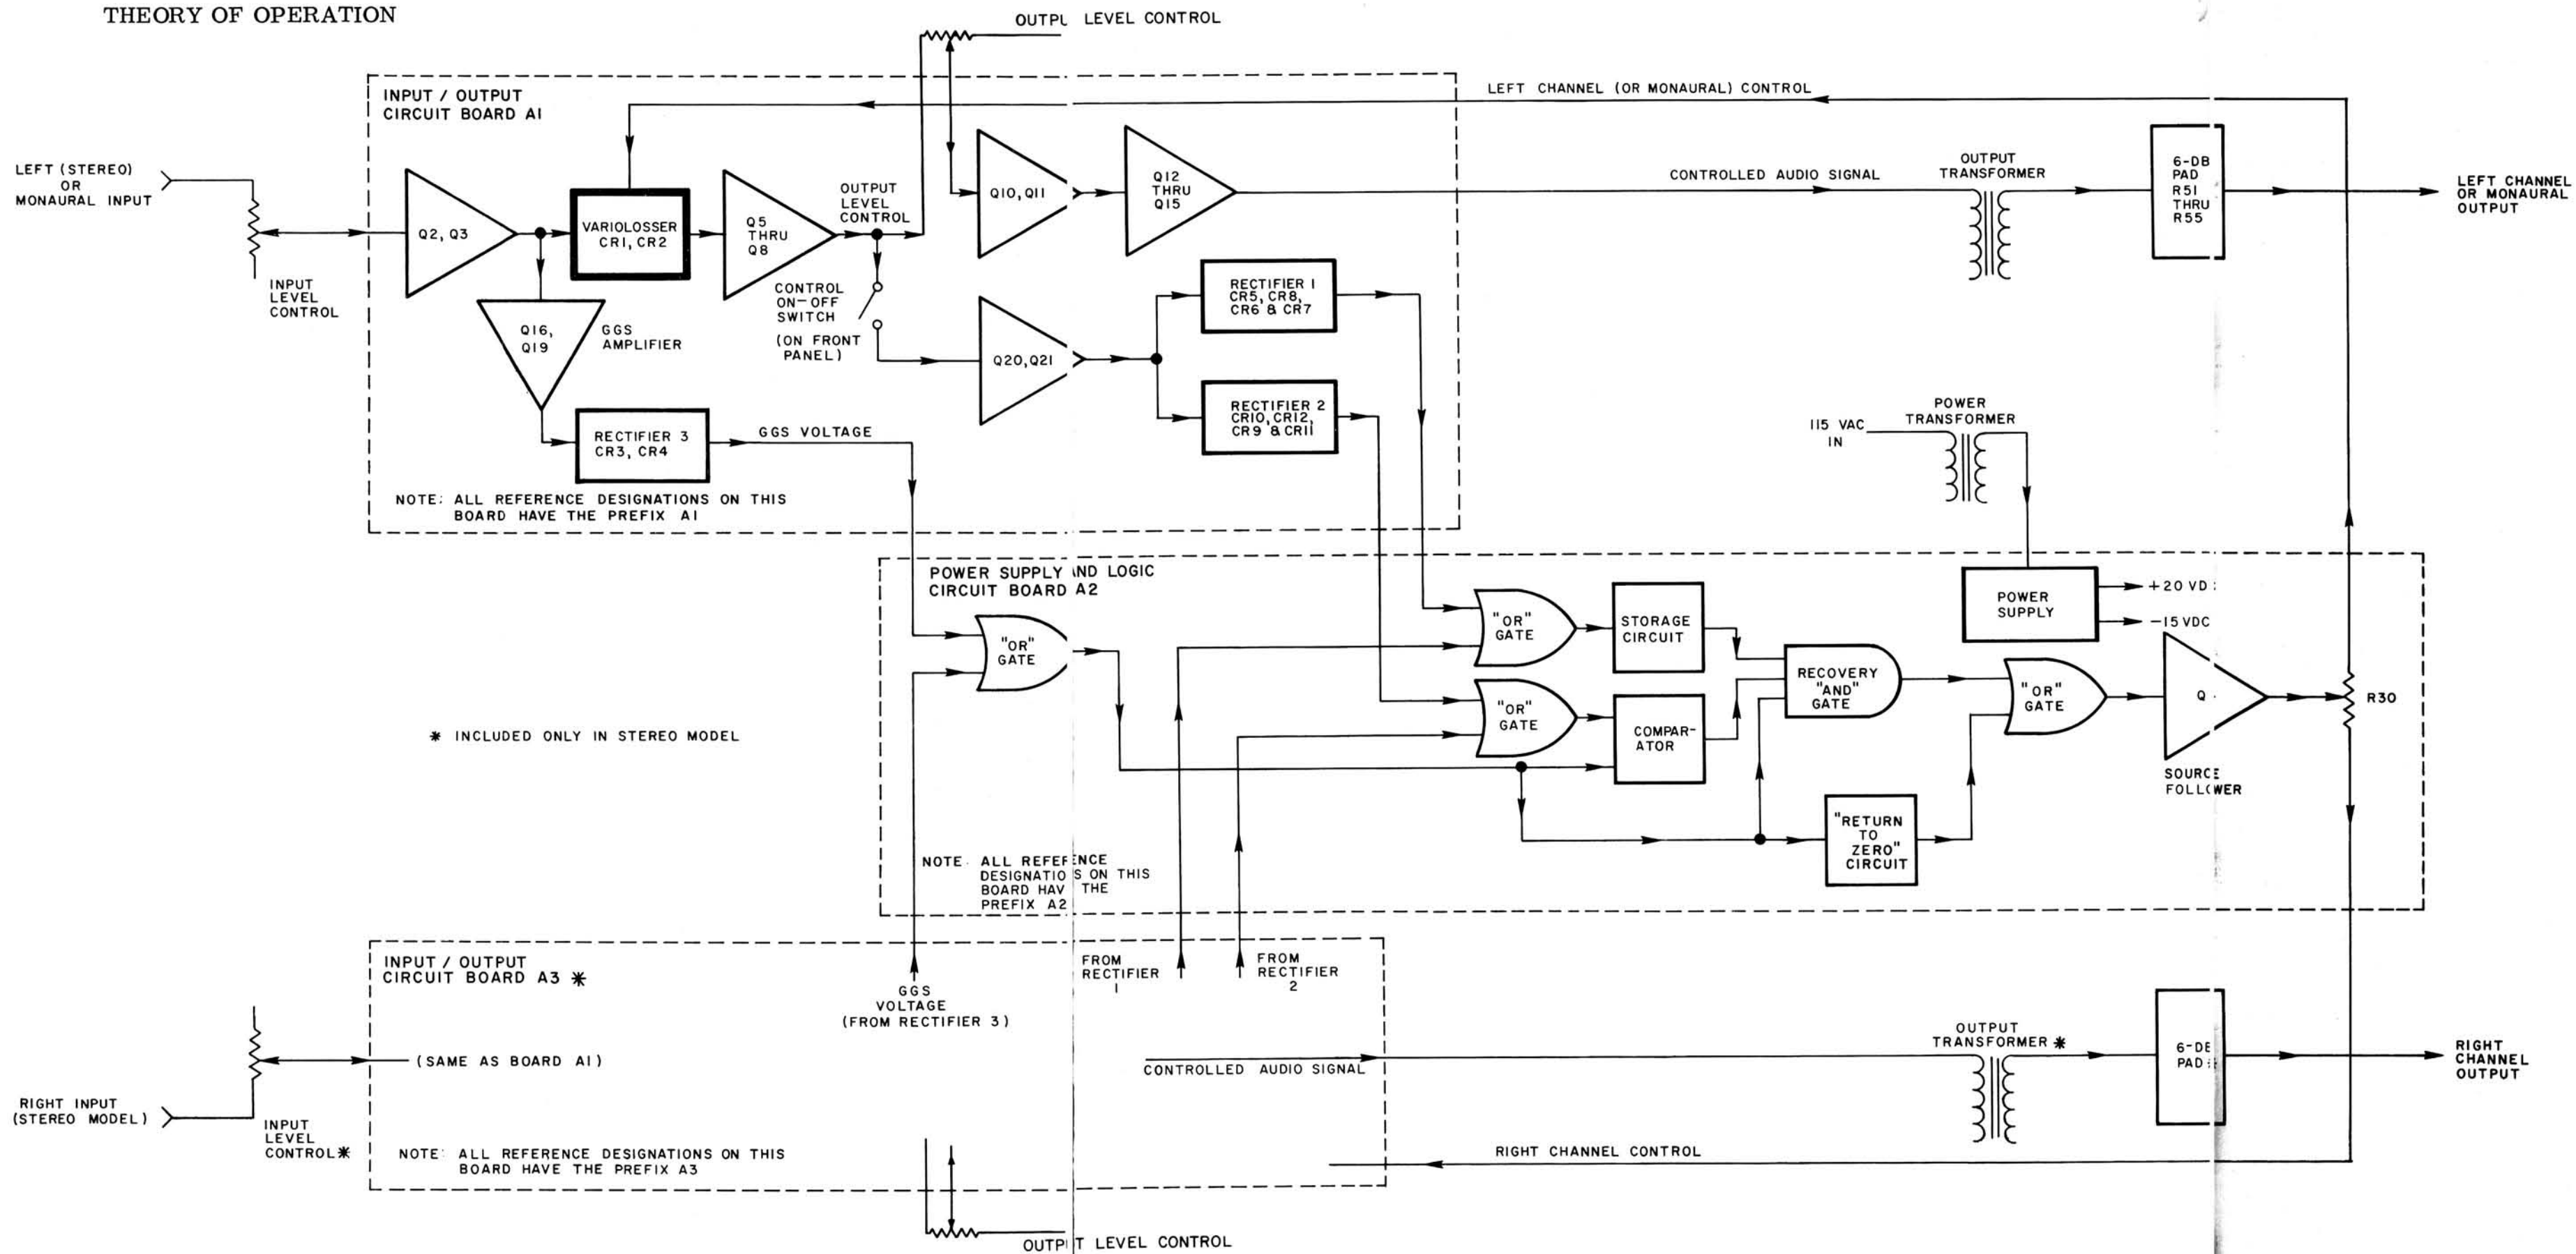 THEORY OF OPERATION
OUTPU LEVEL CONTROL
INPUT / OUTPUT
CIRCUIT BOARD A1
LEFT CHANNEL (OR MONAURAL) CONTROL
LEFT (STEREO)
OR
MONAURAL INPUT
INPUT
LEVEL
CONTROL
Q2, Q3
VARIOLOSSER
CR1, CR2
Q5
THRU
Q8
OUTPUT
LEVEL
CONTROL
Q10, Q11
Q12
THRU
Q15
CONTROLLED AUDIO SIGNAL
OUTPUT
TRANSFORMER
6-DB
PAD
R51
THRU
R55
LEFT CHANNEL
OR MONAURAL
OUTPUT
Q16,
Q19
GGS
AMPLIFIER
CONTROL
ON-OFF
SWITCH
(ON FRONT
PANEL)
Q20, Q21
RECTIFIER 1
CR5, CR8,
CR6 & CR7
RECTIFIER 2
CR10, CR12,
CR9 & CR11
RECTIFIER 3
CR3, CR4
GGS VOLTAGE
NOTE: ALL REFERENCE DESIGNATIONS ON THIS
BOARD HAVE THE PREFIX A1
POWER
TRANSFORMER
115 VAC
IN
POWER SUPPLY AND LOGIC
CIRCUIT BOARD A2
"OR"
GATE
"OR"
GATE
STORAGE
CIRCUIT
"OR"
GATE
COMPAR-
ATOR
RECOVERY
"AND"
GATE
POWER
SUPPLY
+20 VD
-15 VDC
"OR"
GATE
Q
SOURCE
FOLLOWER
R30
"RETURN
TO
ZERO"
CIRCUIT
* INCLUDED ONLY IN STEREO MODEL
NOTE: ALL REFERENCE
DESIGNATIO S ON THIS
BOARD HAV THE
PREFIX A2
INPUT / OUTPUT
CIRCUIT BOARD A3 *
GGS
VOLTAGE
(FROM RECTIFIER 3)
FROM
RECTIFIER
1
FROM
RECTIFIER
2
(SAME AS BOARD A1)
RIGHT INPUT
(STEREO MODEL)
INPUT
LEVEL
CONTROL *
NOTE: ALL REFERENCE DESIGNATIONS ON THIS
BOARD HAVE THE PREFIX A3
CONTROLLED AUDIO SIGNAL
OUTPUT
TRANSFORMER *
6-DB
PAD *
RIGHT
CHANNEL
OUTPUT
RIGHT CHANNEL CONTROL
OUTP T LEVEL CONTROL